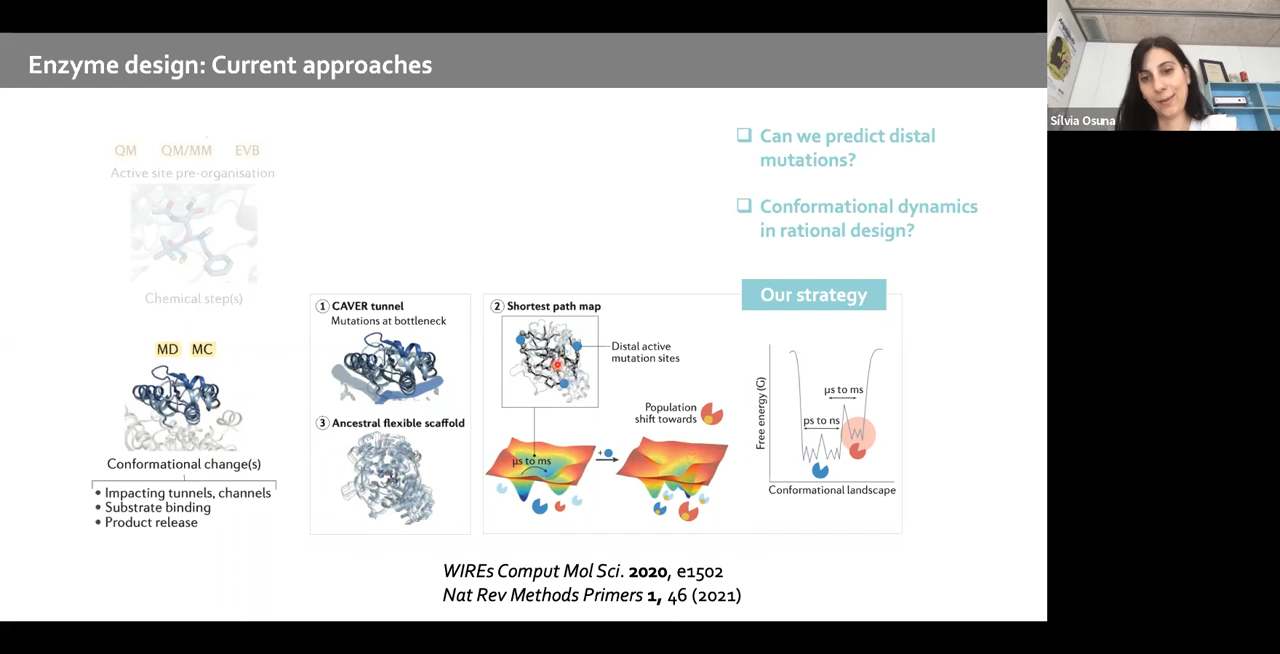 Enzyme design: Current approaches
Sílvia Osuna
QM QM/MM EVB
Active site pre-organisation
Chemical step(s)
MD MC
Conformational change(s)
• Impacting tunnels, channels
• Substrate binding
• Product release
① CAVER tunnel
Mutations at bottleneck
③ Ancestral flexible scaffold
② Shortest path map
Distal active
mutation sites
Population
shift towards
µs to ms
+
❑ Can we predict distal
mutations?
❑ Conformational dynamics
in rational design?
Our strategy
Free energy (G)
µs to ms
ps to ns
Conformational landscape
WIREs Comput Mol Sci. 2020, e1502
Nat Rev Methods Primers 1, 46 (2021)